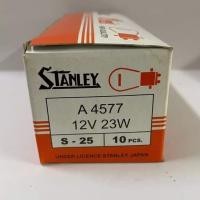 STANLEY
A 4577
12V 23W
S - 25 10 PCS.
UNDER LICENCE STANLEY JAPAN